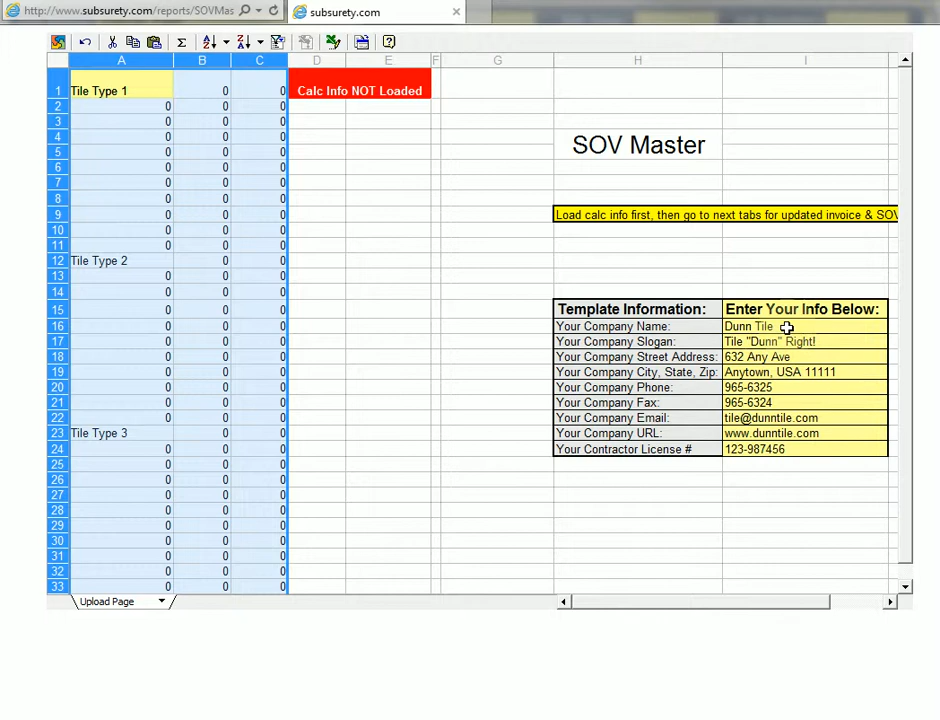 http://www.subsurety.com/reports/SOVMas
subsurety.com
A B C D E F G H I
1 Tile Type 1 0 0 Calc Info NOT Loaded
2 0 0 0
3 0 0 0
4 0 0 0 SOV Master
5 0 0 0
6 0 0 0
7 0 0 0
8 0 0 0
9 0 0 0 Load calc info first, then go to next tabs for updated invoice & SOV
10 0 0 0
11 0 0 0
12 Tile Type 2 0 0
13 0 0 0
14 0 0 0
15 0 0 0 Template Information: Enter Your Info Below:
16 0 0 0 Your Company Name: Dunn Tile
17 0 0 0 Your Company Slogan: Tile "Dunn" Right!
18 0 0 0 Your Company Street Address: 632 Any Ave
19 0 0 0 Your Company City, State, Zip: Anytown, USA 11111
20 0 0 0 Your Company Phone: 965-6325
21 0 0 0 Your Company Fax: 965-6324
22 0 0 0 Your Company Email: tile@dunntile.com
23 Tile Type 3 0 0 Your Company URL: www.dunntile.com
24 0 0 0 Your Contractor License # 123-987456
25 0 0 0
26 0 0 0
27 0 0 0
28 0 0 0
29 0 0 0
30 0 0 0
31 0 0 0
32 0 0 0
33 0 0 0
Upload Page